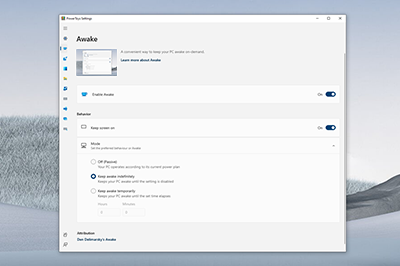 PowerToys Settings
Awake
A convenient way to keep your PC awake on-demand.
Learn more about Awake
Enable Awake
On
Behavior
Keep screen on
On
Mode
Set the preferred behaviour on Awake
Off (Passive)
Your PC operates according to its current power plan
Keep awake indefinitely
Keeps your PC awake until the setting is disabled
Keep awake temporarily
Keeps your PC awake until the set time elapses
Hours
Minutes
Attribution
Den Delimarsky's Awake